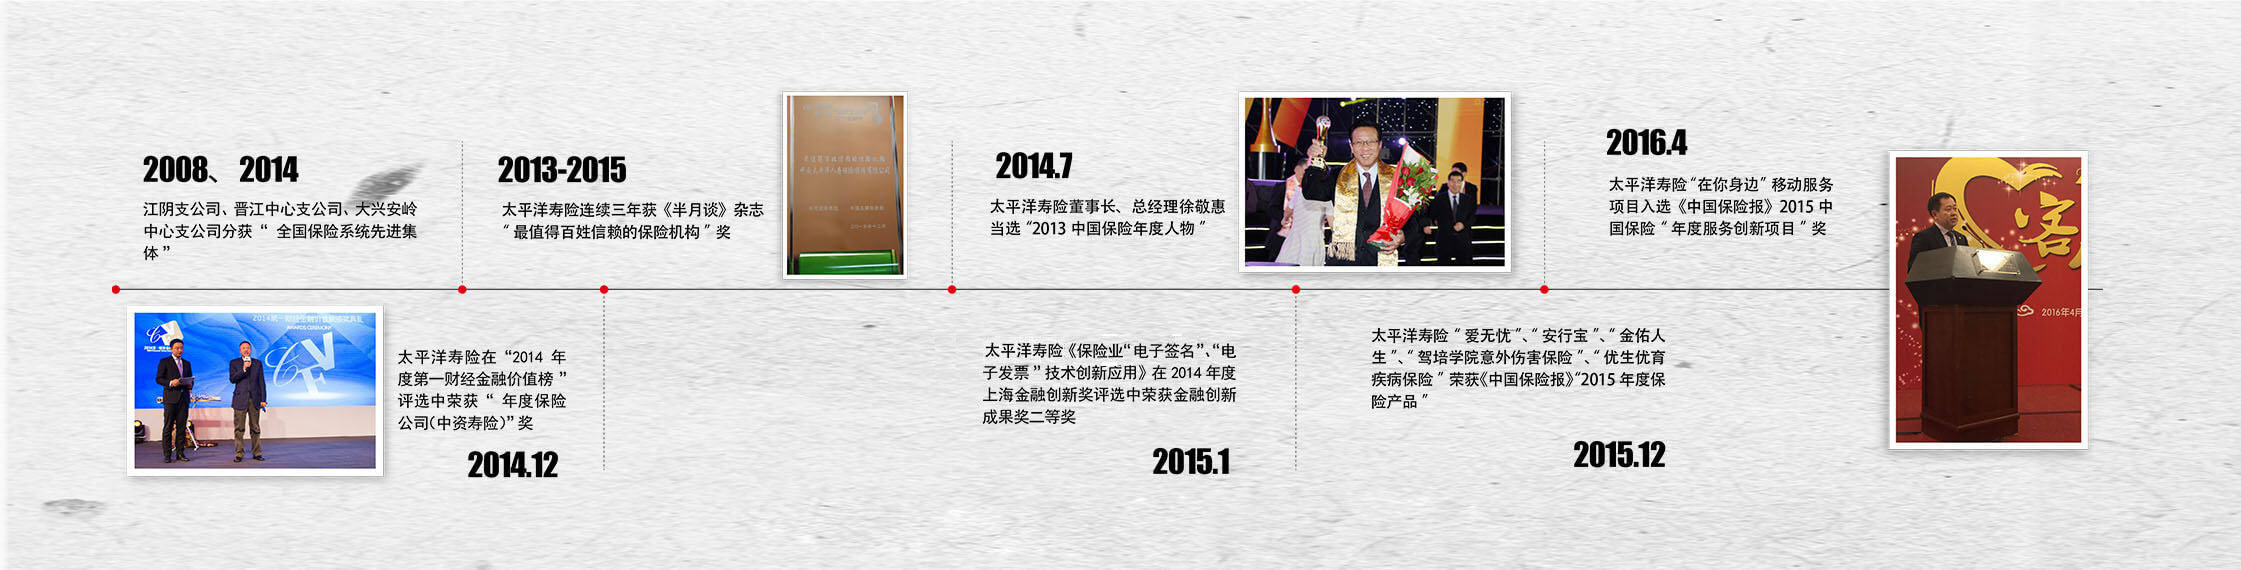 2008、2014
江阴支公司、晋江中心支公司、大兴安岭
中心支公司分获 “ 全国保险系统先进集
体 ”
2013-2015
太平洋寿险连续三年获《半月谈》杂志
“ 最值得百姓信赖的保险机构 ” 奖
2014.7
太平洋寿险董事长、总经理徐敬惠
当选 “2013 中国保险年度人物 ”
2016.4
太平洋寿险 “在你身边” 移动服务
项目入选《中国保险报》2015 中
国保险 “ 年度服务创新项目 ” 奖
2016年4月
AWARDS CEREMONY
太平洋寿险在 “2014 年
度第一财经金融价值榜 ”
评选中荣获 “ 年度保险
公司(中资寿险)” 奖
2014.12
太平洋寿险《保险业 “电子签名”、“电
子发票 ” 技术创新应用》在 2014 年度
上海金融创新奖评选中荣获金融创新
成果奖二等奖
2015.1
太平洋寿险 “ 爱无忧 ”、“ 安行宝 ”、“ 金佑人
生 ”、“ 驾培学院意外伤害保险 ”、“ 优生优育
疾病保险 ” 荣获《中国保险报》“2015 年度保
险产品 ”
2015.12